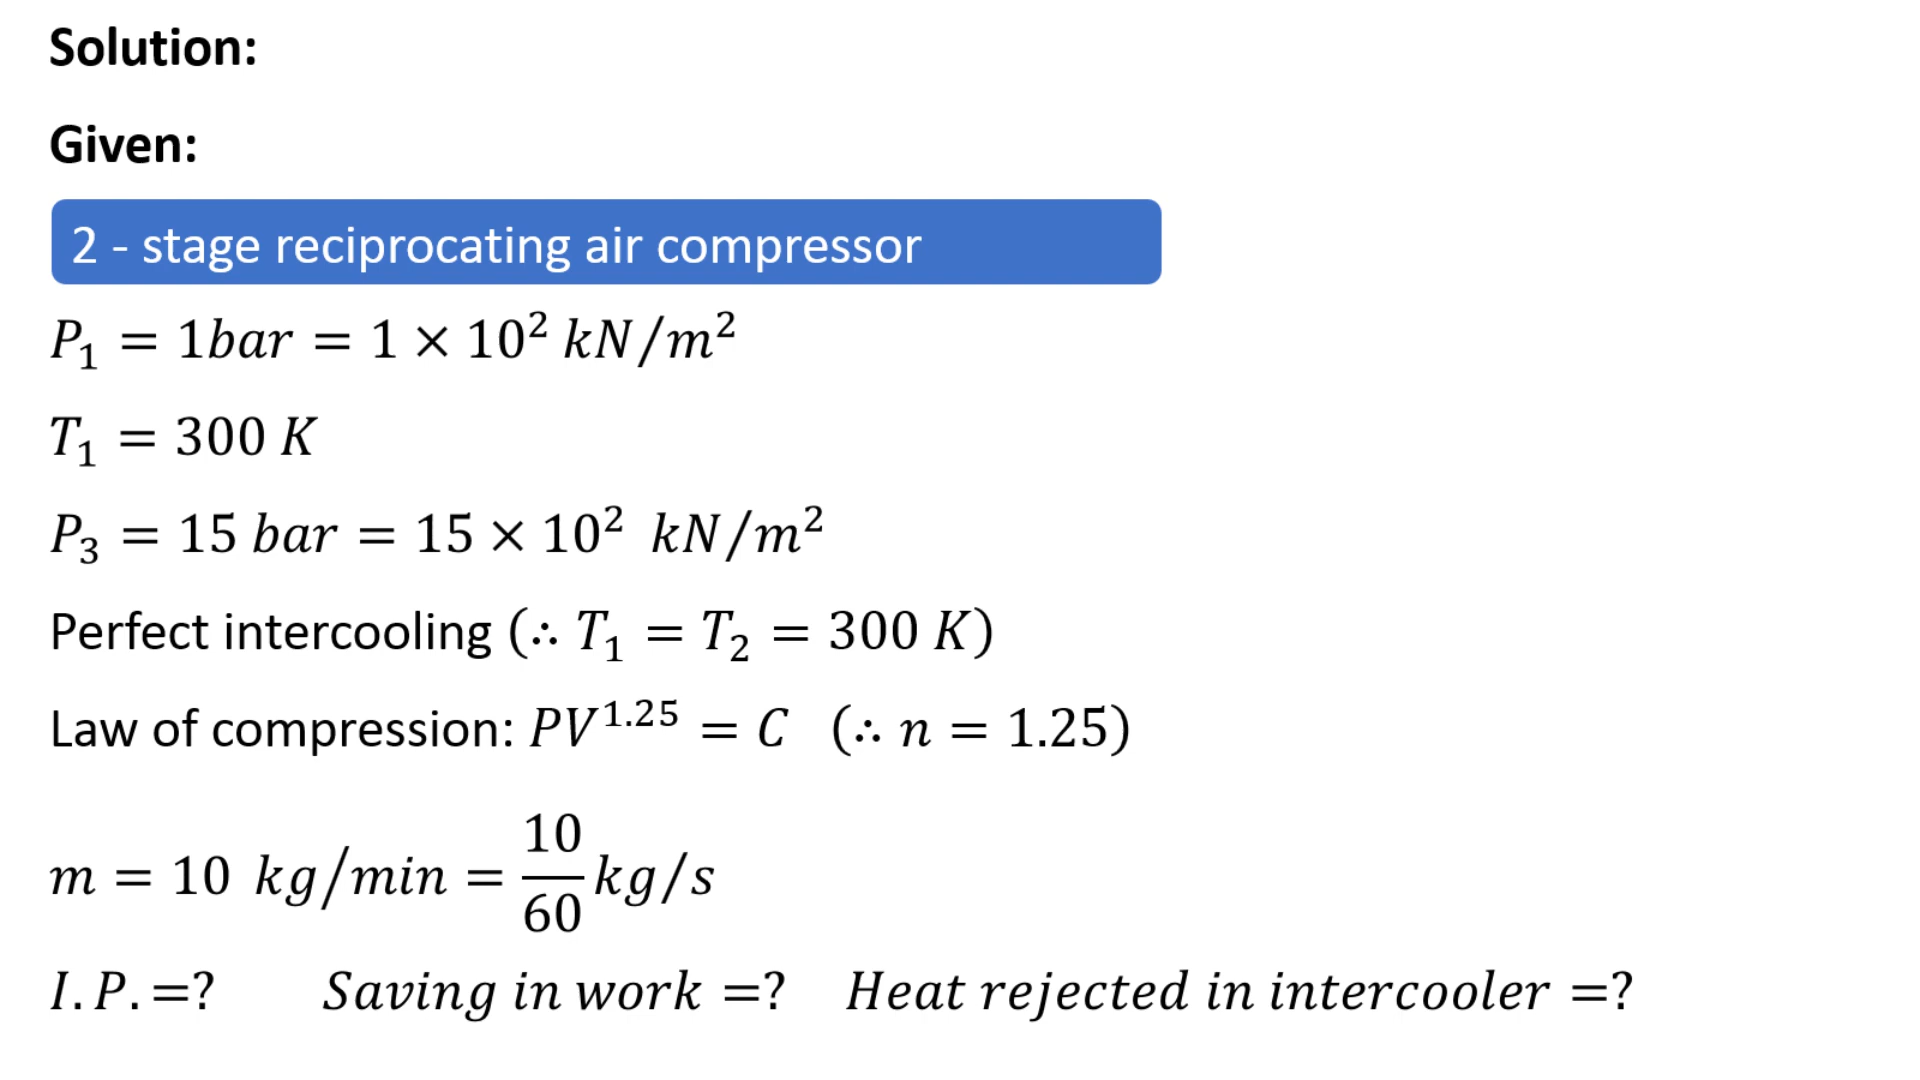 Solution:
Given:
2 - stage reciprocating air compressor
P₁ = 1bar = 1 × 10² kN/m²
T₁ = 300 K
P₃ = 15 bar = 15 × 10² kN/m²
Perfect intercooling (∴ T₁ = T₂ = 300 K)
Law of compression: PV¹·²⁵ = C (∴ n = 1.25)
m = 10 kg/min = 10/60 kg/s
I.P.=? Saving in work =? Heat rejected in intercooler =?